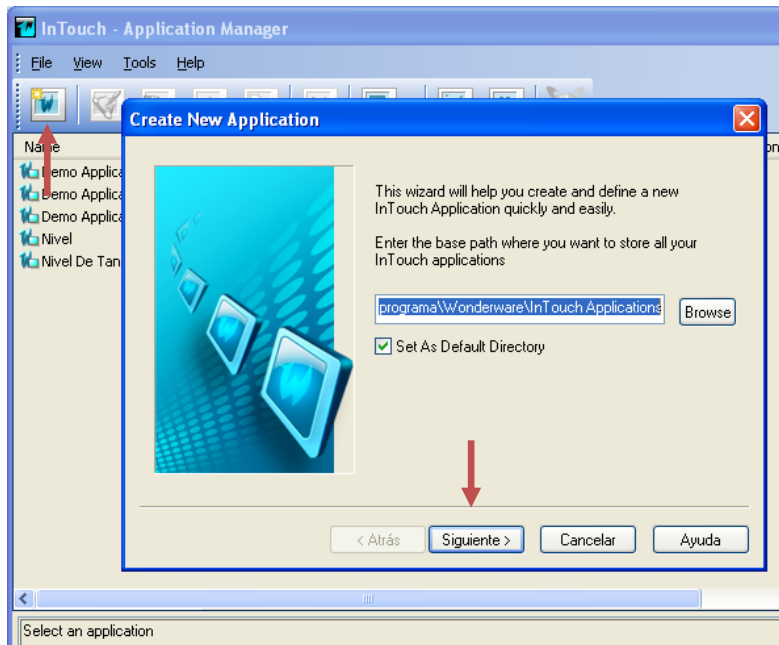 InTouch - Application Manager
File View Tools Help
Create New Application
Name
Demo Applica
Demo Applica
Demo Applica
Nivel
Nivel De Tan
This wizard will help you create and define a new
InTouch Application quickly and easily.
Enter the base path where you want to store all your
InTouch applications
programa\Wonderware\InTouch Applications
Browse
Set As Default Directory
< Atrás Siguiente > Cancelar Ayuda
Select an application